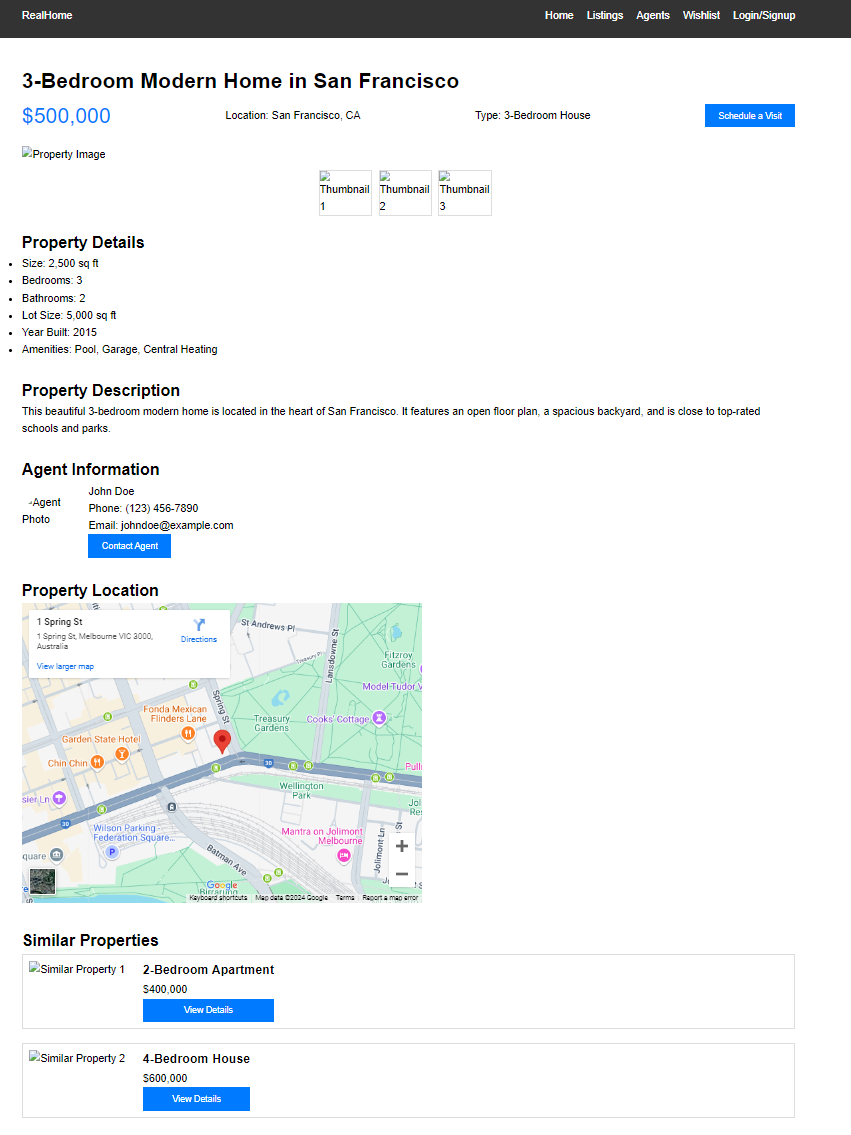 RealHome
Home Listings Agents Wishlist Login/Signup
3-Bedroom Modern Home in San Francisco
$500,000 Location: San Francisco, CA Type: 3-Bedroom House Schedule a Visit
Property Image
Thumbnail 1
Thumbnail 2
Thumbnail 3
Property Details
Size: 2,500 sq ft
Bedrooms: 3
Bathrooms: 2
Lot Size: 5,000 sq ft
Year Built: 2015
Amenities: Pool, Garage, Central Heating
Property Description
This beautiful 3-bedroom modern home is located in the heart of San Francisco. It features an open floor plan, a spacious backyard, and is close to top-rated
schools and parks.
Agent Information
Agent
Photo
John Doe
Phone: (123) 456-7890
Email: johndoe@example.com
Contact Agent
Property Location
1 Spring St
1 Spring St, Melbourne VIC 3000,
Australia
Directions
View larger map
St Andrews Pl
Treasury Pl
Lansdowne St
Fitzroy
Gardens
Model Tudor V
Spring St
Fonda Mexican
Flinders Lane
Treasury
Gardens
Cooks' Cottage
Garden State Hotel
Chin Chin
30
Pull
Wellington
Park
sier Ln
30
Wilson Parking -
Federation Square...
P
Mantra on Jolimont
Melbourne
Jolimont Ln
St
quare
Batman Ave
Jolimont St
Google
Birrarung
Keyboard shortcuts Map data ©2024 Google Terms Report a map error
Similar Properties
Similar Property 1
2-Bedroom Apartment
$400,000
View Details
Similar Property 2
4-Bedroom House
$600,000
View Details